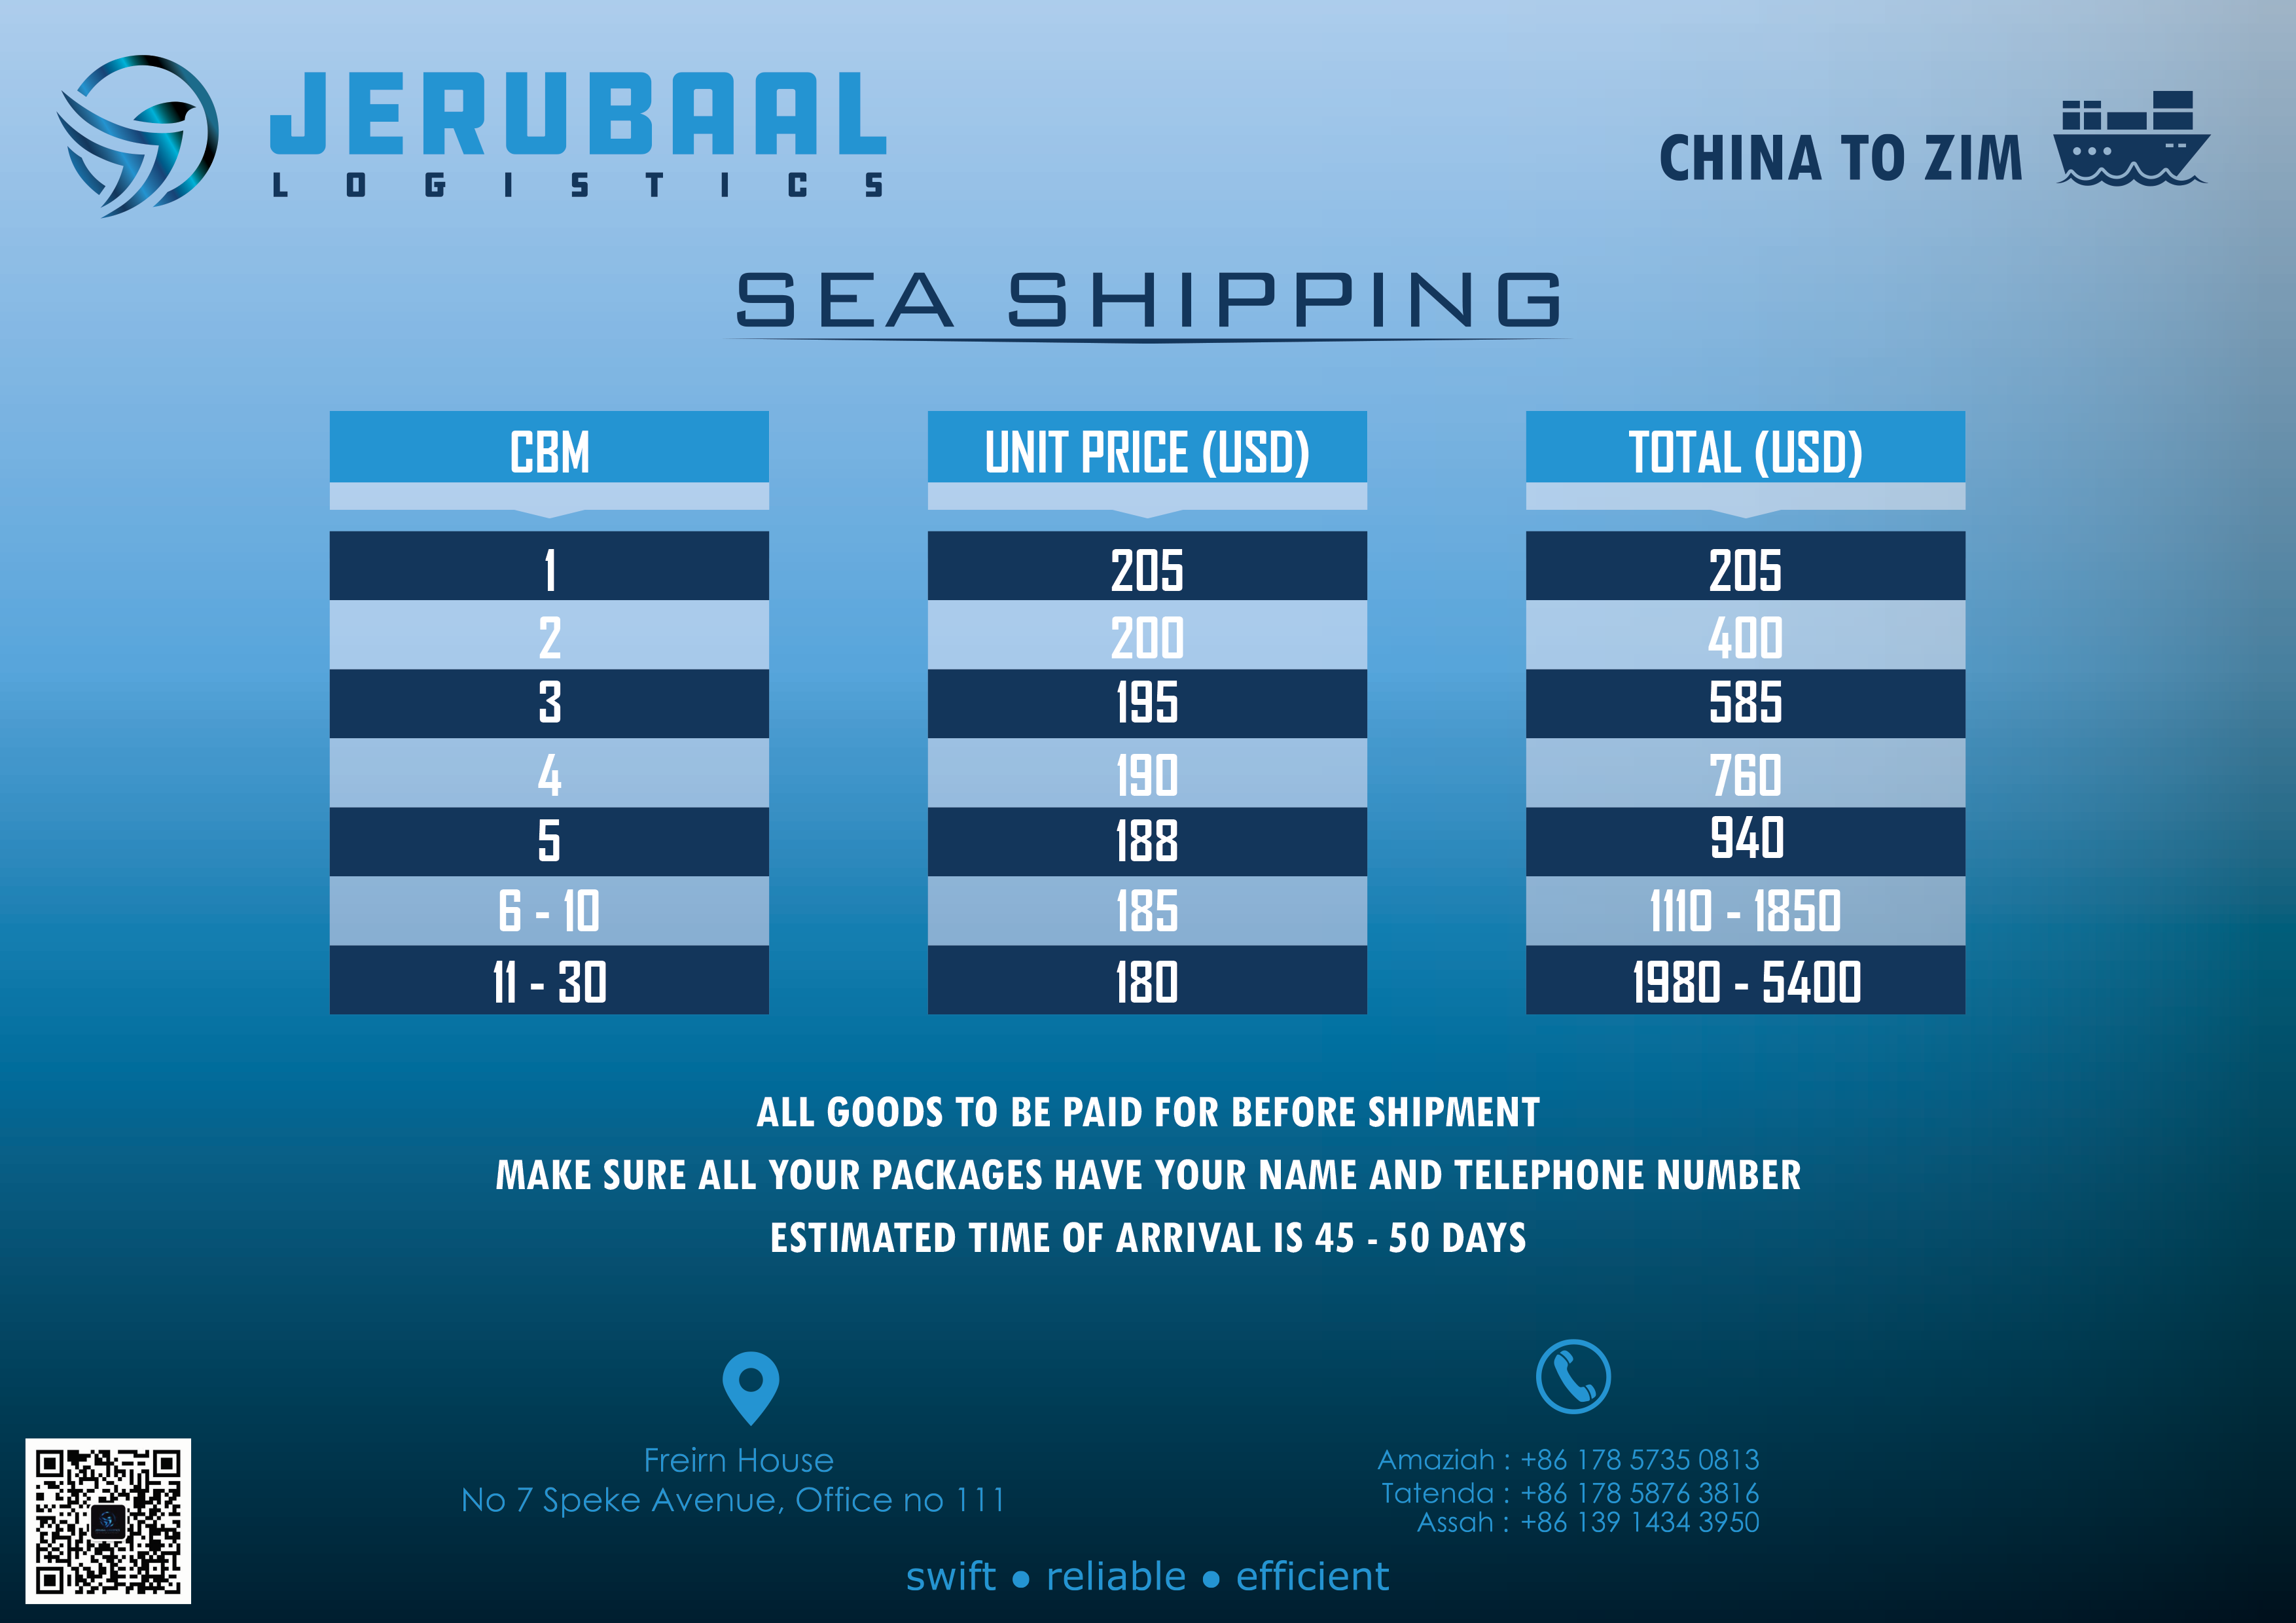 JERUBAAL
LOGISTICS
CHINA TO ZIM
SEA SHIPPING
CBM UNIT PRICE (USD) TOTAL (USD)
1 205 205
2 200 400
3 195 585
4 190 760
5 188 940
6 - 10 185 1110 - 1850
11 - 30 180 1980 - 5400
ALL GOODS TO BE PAID FOR BEFORE SHIPMENT
MAKE SURE ALL YOUR PACKAGES HAVE YOUR NAME AND TELEPHONE NUMBER
ESTIMATED TIME OF ARRIVAL IS 45 - 50 DAYS
Freirn House
No 7 Speke Avenue, Office no 111
Amaziah : +86 178 5735 0813
Tatenda : +86 178 5876 3816
Assah : +86 139 1434 3950
swift ● reliable ● efficient